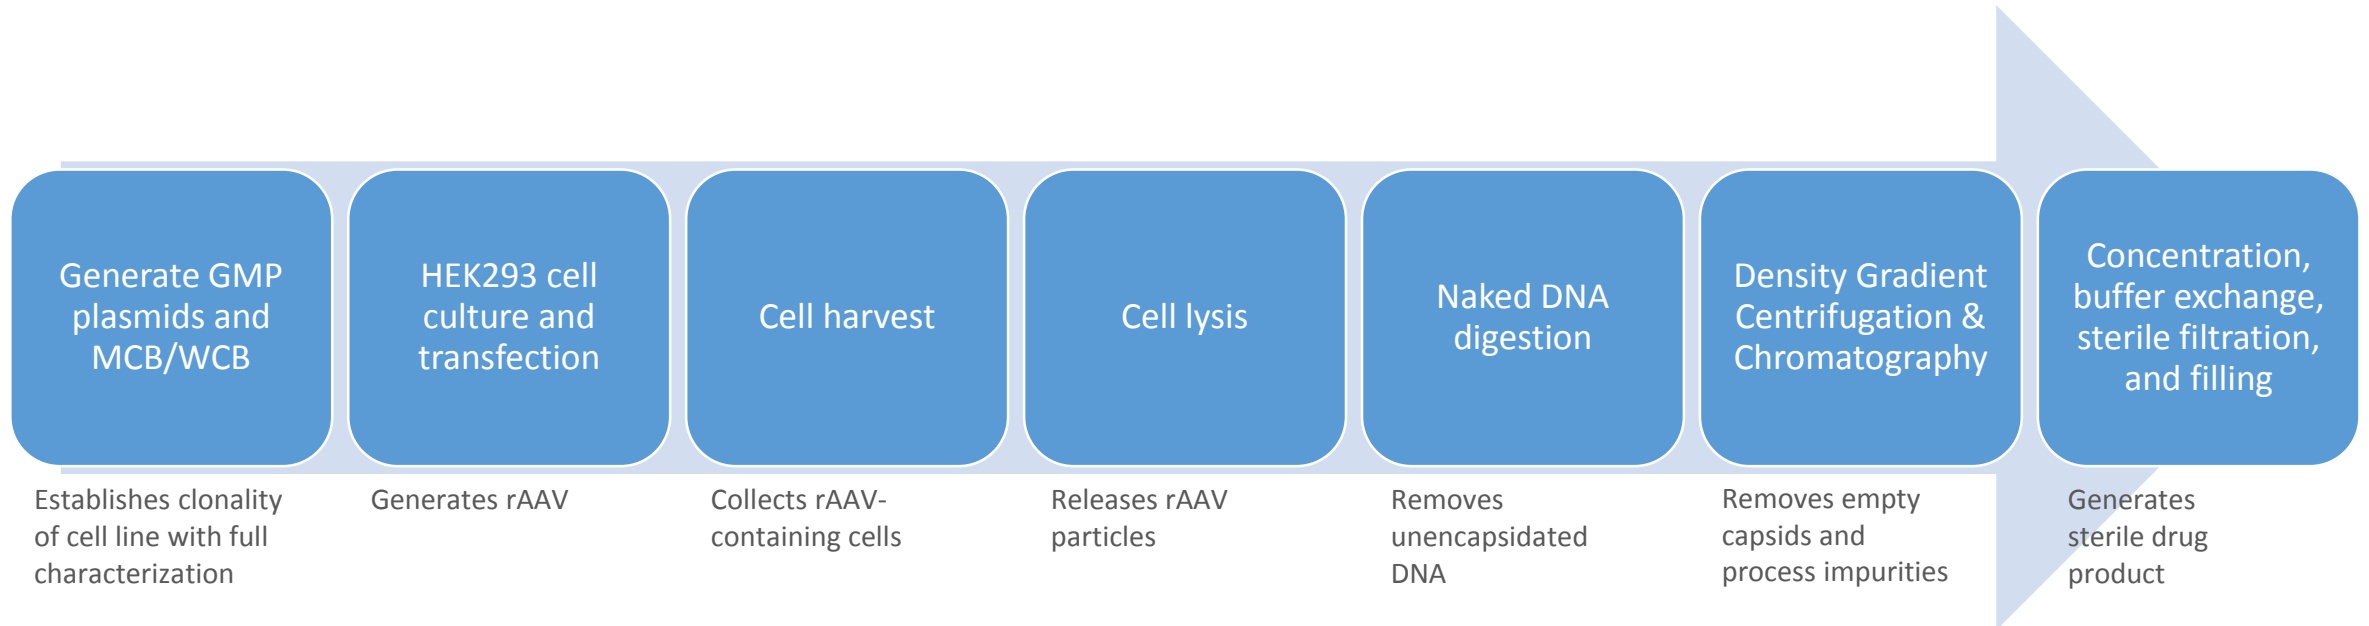 Generate GMP
plasmids and
MCB/WCB
HEK293 cell
culture and
transfection
Cell harvest
Cell lysis
Naked DNA
digestion
Density Gradient
Centrifugation &
Chromatography
Concentration,
buffer exchange,
sterile filtration,
and filling
Establishes clonality
of cell line with full
characterization
Generates rAAV
Collects rAAV-
containing cells
Releases rAAV
particles
Removes
unencapsidated
DNA
Removes empty
capsids and
process impurities
Generates
sterile drug
product